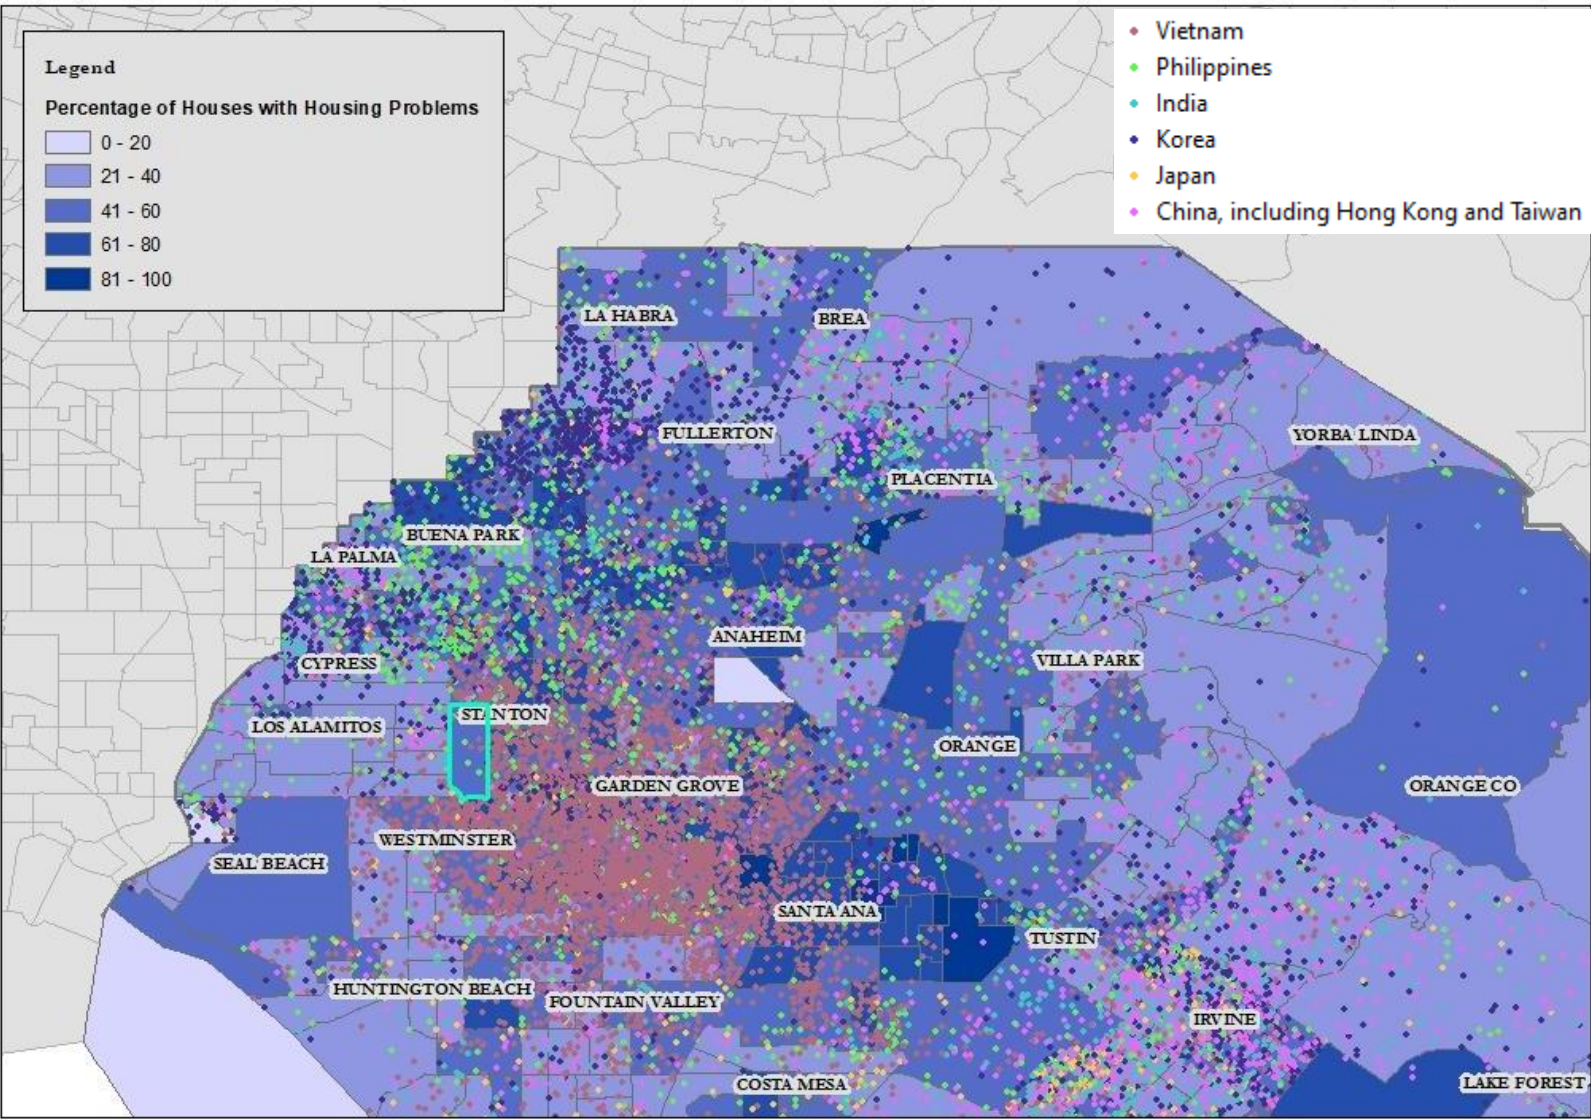 Legend
Percentage of Houses with Housing Problems
0 - 20
21 - 40
41 - 60
61 - 80
81 - 100
Vietnam
Philippines
India
Korea
Japan
China, including Hong Kong and Taiwan
LA HABRA
BREA
FULLERTON
YORBA LINDA
PLACENTIA
BUENA PARK
LA PALMA
ANAHEIM
CYPRESS
VILLA PARK
STANTON
LOS ALAMITOS
ORANGE
GARDEN GROVE
ORANGE CO
WESTMINSTER
SEAL BEACH
SANTA ANA
TUSTIN
HUNTINGTON BEACH
FOUNTAIN VALLEY
IRVINE
COSTA MESA
LAKE FOREST